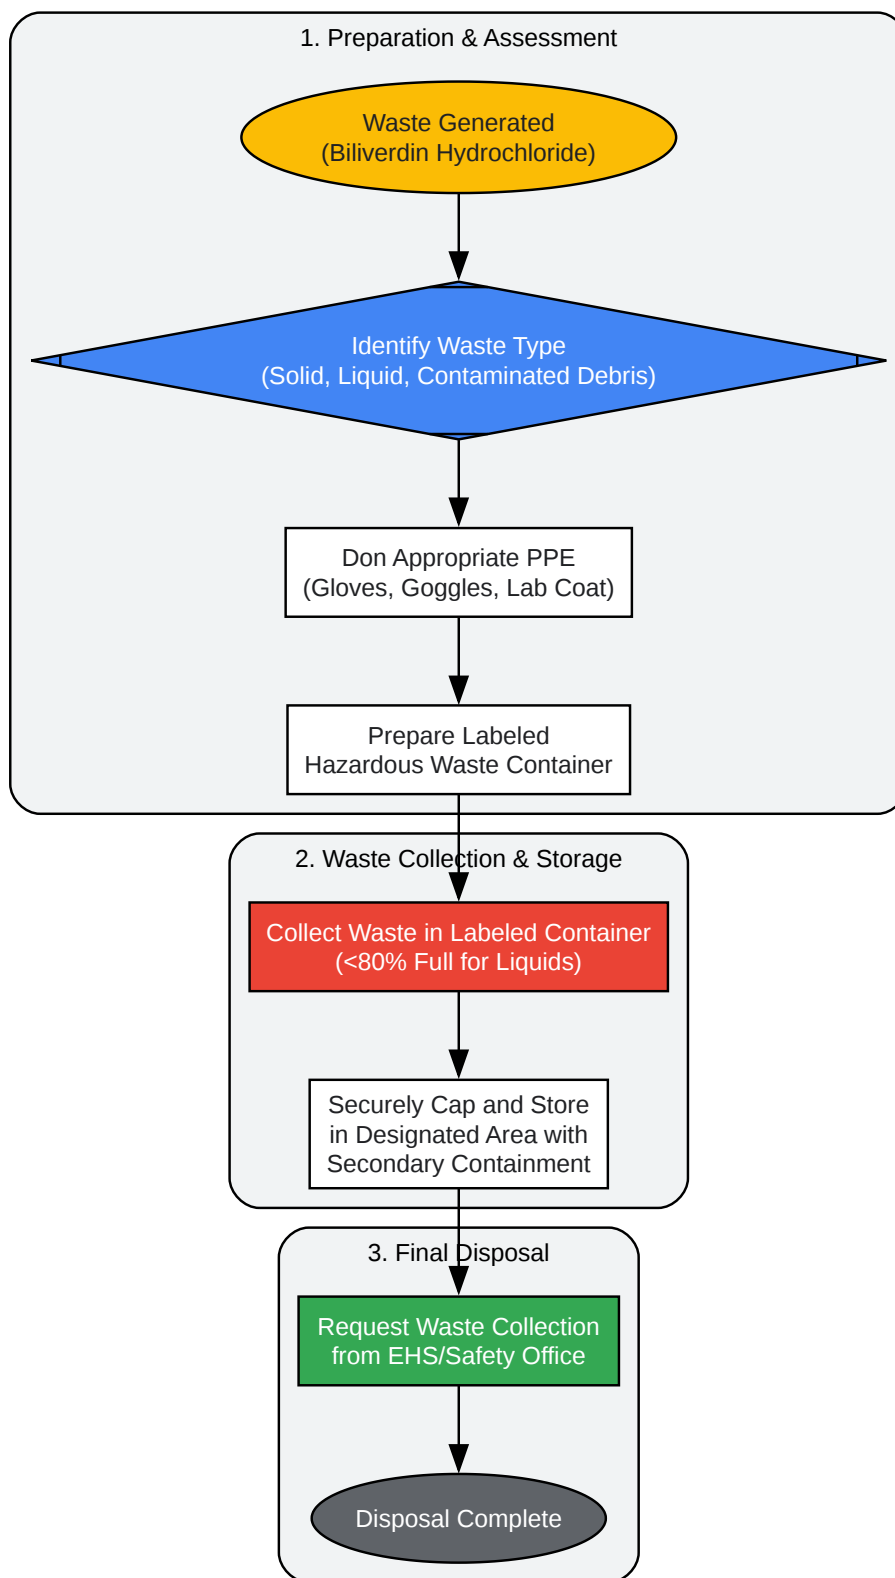 1. Preparation & Assessment
Waste Generated
(Biliverdin Hydrochloride)
Identify Waste Type
(Solid, Liquid, Contaminated Debris)
Don Appropriate PPE
(Gloves, Goggles, Lab Coat)
Prepare Labeled
Hazardous Waste Container
2. Waste Collection & Storage
Collect Waste in Labeled Container
(<80% Full for Liquids)
Securely Cap and Store
in Designated Area with
Secondary Containment
3. Final Disposal
Request Waste Collection
from EHS/Safety Office
Disposal Complete